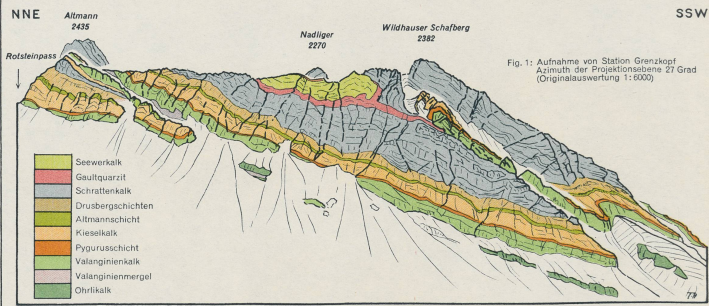 NNE
SSW
Altmann
2435
Rotsteinpass
Nadliger
2270
Wildhauser Schafberg
2382
Fig. 1: Aufnahme von Station Grenzkopf
Azimuth der Projektionsebene 27 Grad
(Originalauswertung 1:6000)
Seewerkalk
Gaultquarzit
Schrattenkalk
Drusbergschichten
Altmannschicht
Kieselkalk
Pygurusschicht
Valanginienkalk
Valanginienmergel
Öhrlikalk